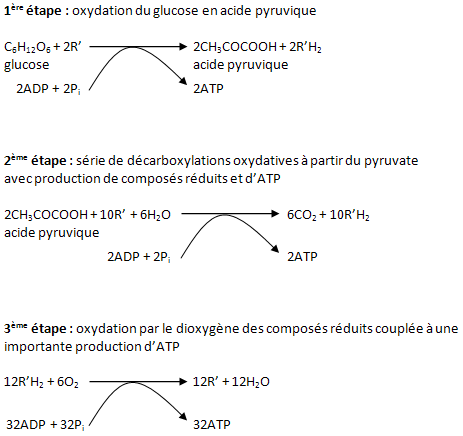 1ère étape : oxydation du glucose en acide pyruvique
C₆H₁₂O₆ + 2R’ 2CH₃COCOOH + 2R’H₂
glucose acide pyruvique
2ADP + 2Pᵢ 2ATP
2ème étape : série de décarboxylations oxydatives à partir du pyruvate
avec production de composés réduits et d’ATP
2CH₃COCOOH + 10R’ + 6H₂O 6CO₂ + 10R’H₂
acide pyruvique
2ADP + 2Pᵢ 2ATP
3ème étape : oxydation par le dioxygène des composés réduits couplée à une
importante production d’ATP
12R’H₂ + 6O₂ 12R’ + 12H₂O
32ADP + 32Pᵢ 32ATP